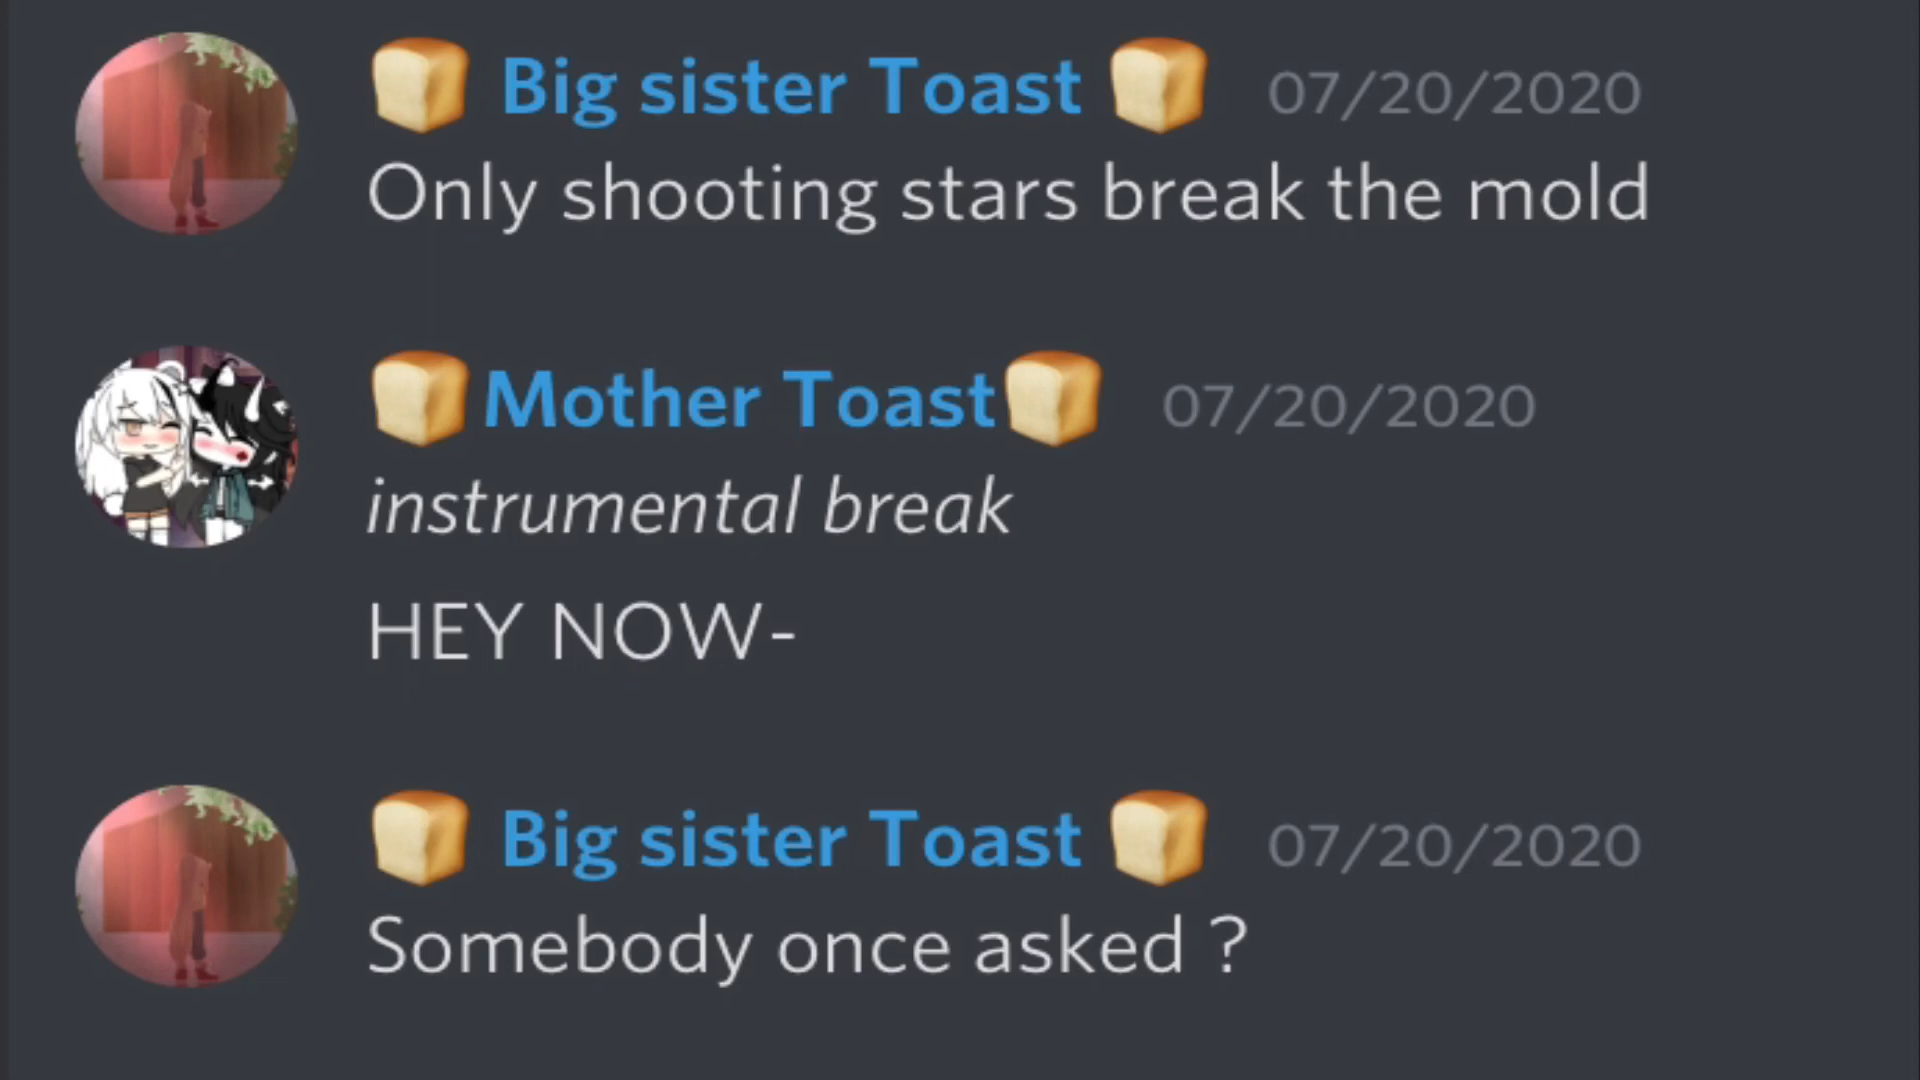 🍞 Big sister Toast 🍞 07/20/2020
Only shooting stars break the mold
🍞Mother Toast🍞 07/20/2020
instrumental break
HEY NOW-
🍞 Big sister Toast 🍞 07/20/2020
Somebody once asked ?